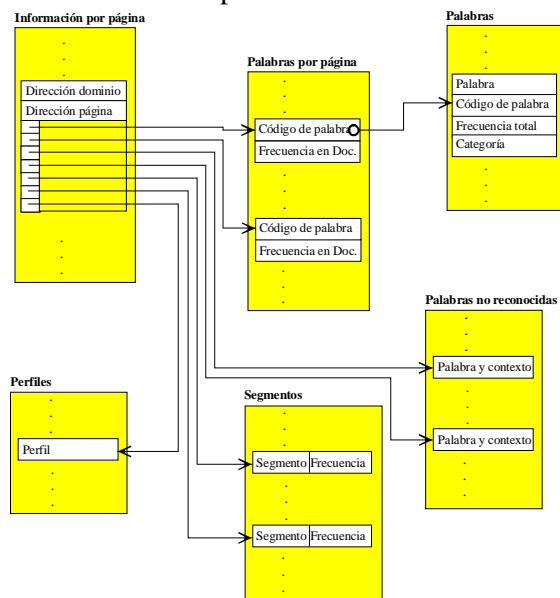 Información por página
Dirección dominio
Dirección página
Palabras por página
Código de palabra
Frecuencia en Doc.
Código de palabra
Frecuencia en Doc.
Palabras
Palabra
Código de palabra
Frecuencia total
Categoría
Palabras no reconocidas
Palabra y contexto
Palabra y contexto
Perfiles
Perfil
Segmentos
Segmento Frecuencia
Segmento Frecuencia